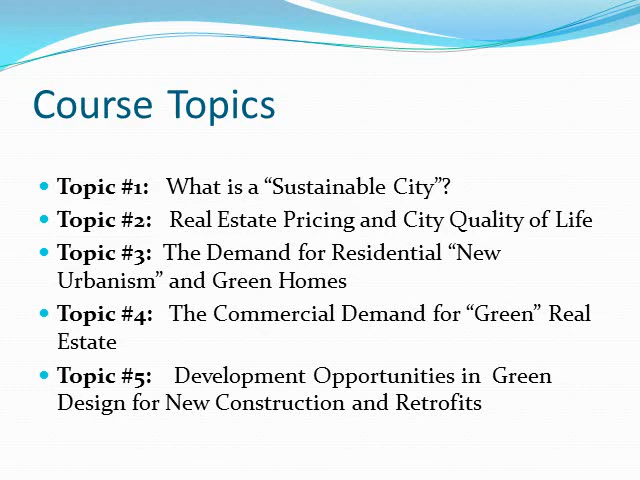 Course Topics
Topic #1: What is a “Sustainable City”?
Topic #2: Real Estate Pricing and City Quality of Life
Topic #3: The Demand for Residential “New
Urbanism” and Green Homes
Topic #4: The Commercial Demand for “Green” Real
Estate
Topic #5: Development Opportunities in Green
Design for New Construction and Retrofits